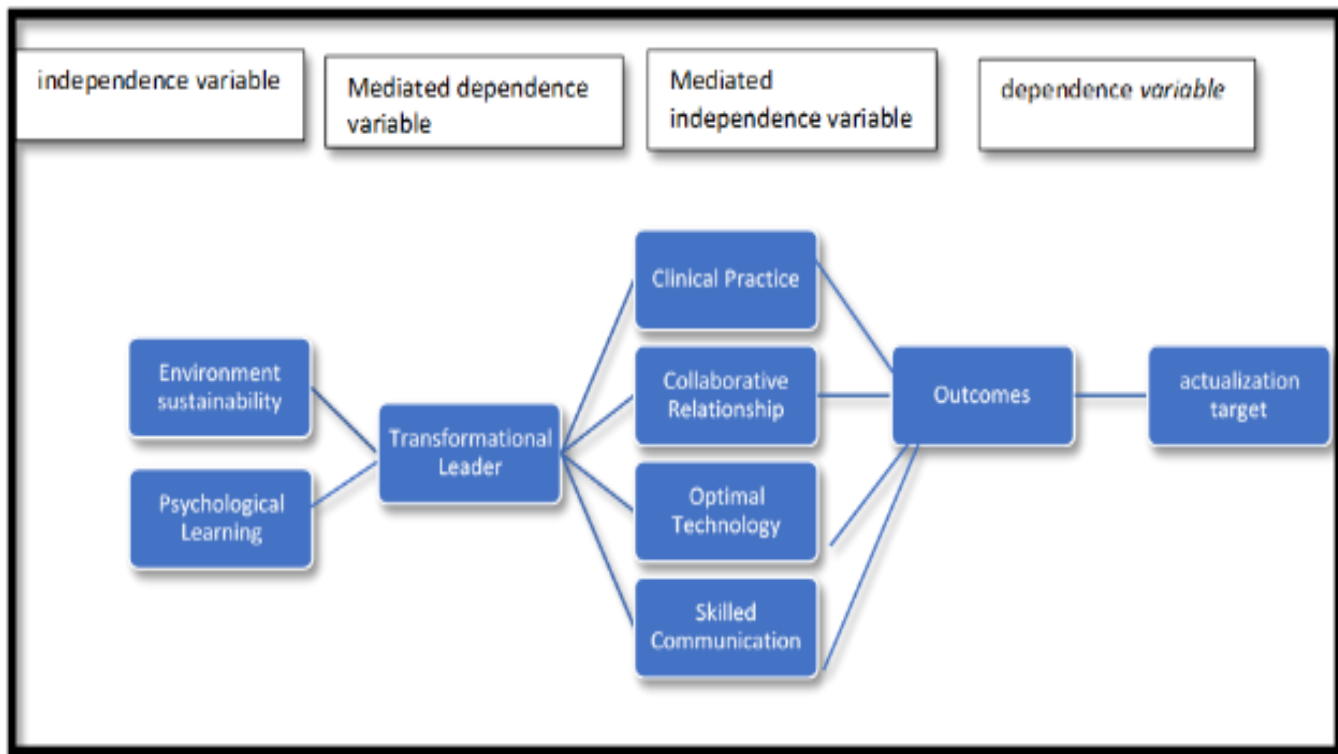 independence variable
Mediated dependence
variable
Mediated
independence variable
dependence variable
Clinical Practice
Environment
sustainability
Collaborative
Relationship
Outcomes
actualization
target
Transformational
Leader
Psychological
Learning
Optimal
Technology
Skilled
Communication